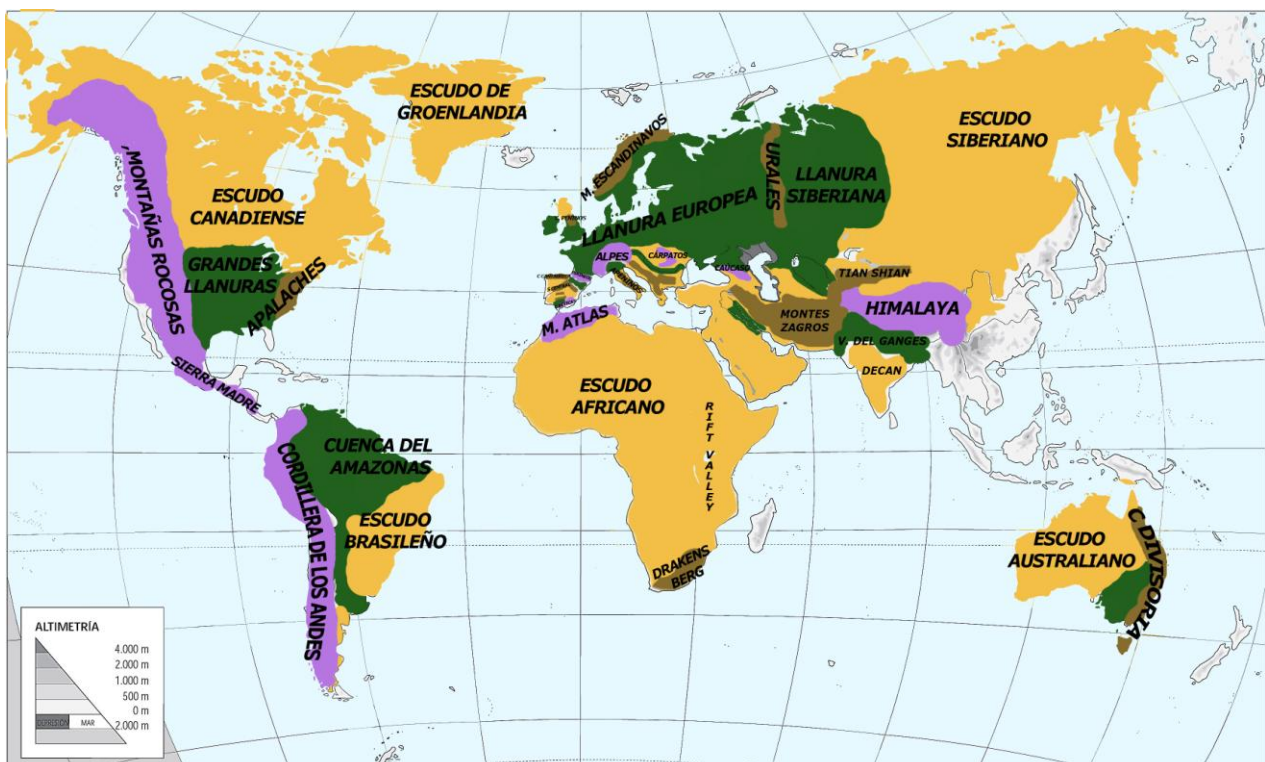 ESCUDO DE
GROENLANDIA
ESCUDO
SIBERIANO
M. ESCANDINAVOS
,MONTAÑAS ROCOSAS
ESCUDO
CANADIENSE
URALES
LLANURA
SIBERIANA
LLANURA EUROPEA
GRANDES
LLANURAS
APALACHES
ALPES
CÁRPATOS
CAUCASO
TIAN SHIAN
HIMALAYA
MONTES
ZAGROS
M. ATLAS
V. DEL GANGES
DECAN
SIERRA MADRE
ESCUDO
AFRICANO
RIFT VALLEY
CUENCA DEL
AMAZONAS
CORDILLERA DE LOS ANDES
ESCUDO
BRASILEÑO
ESCUDO
AUSTRALIANO
C DIVISORIA
DRAKENS
BERG
ALTIMETRÍA
4.000 m
2.000 m
1.000 m
500 m
0 m
DEPRESIÓN MAR 2.000 m